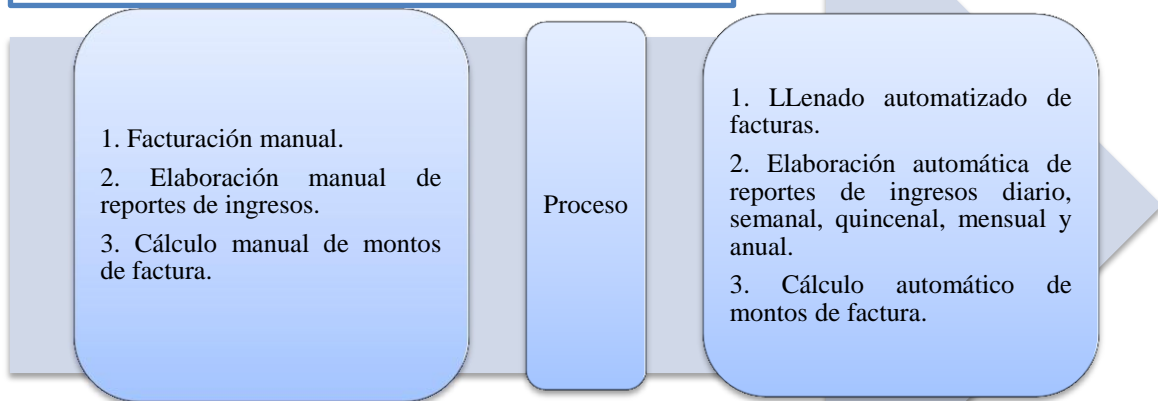 1. Facturación manual.
2. Elaboración manual de
reportes de ingresos.
3. Cálculo manual de montos
de factura.
Proceso
1. LLenado automatizado de
facturas.
2. Elaboración automática de
reportes de ingresos diario,
semanal, quincenal, mensual y
anual.
3. Cálculo automático de
montos de factura.